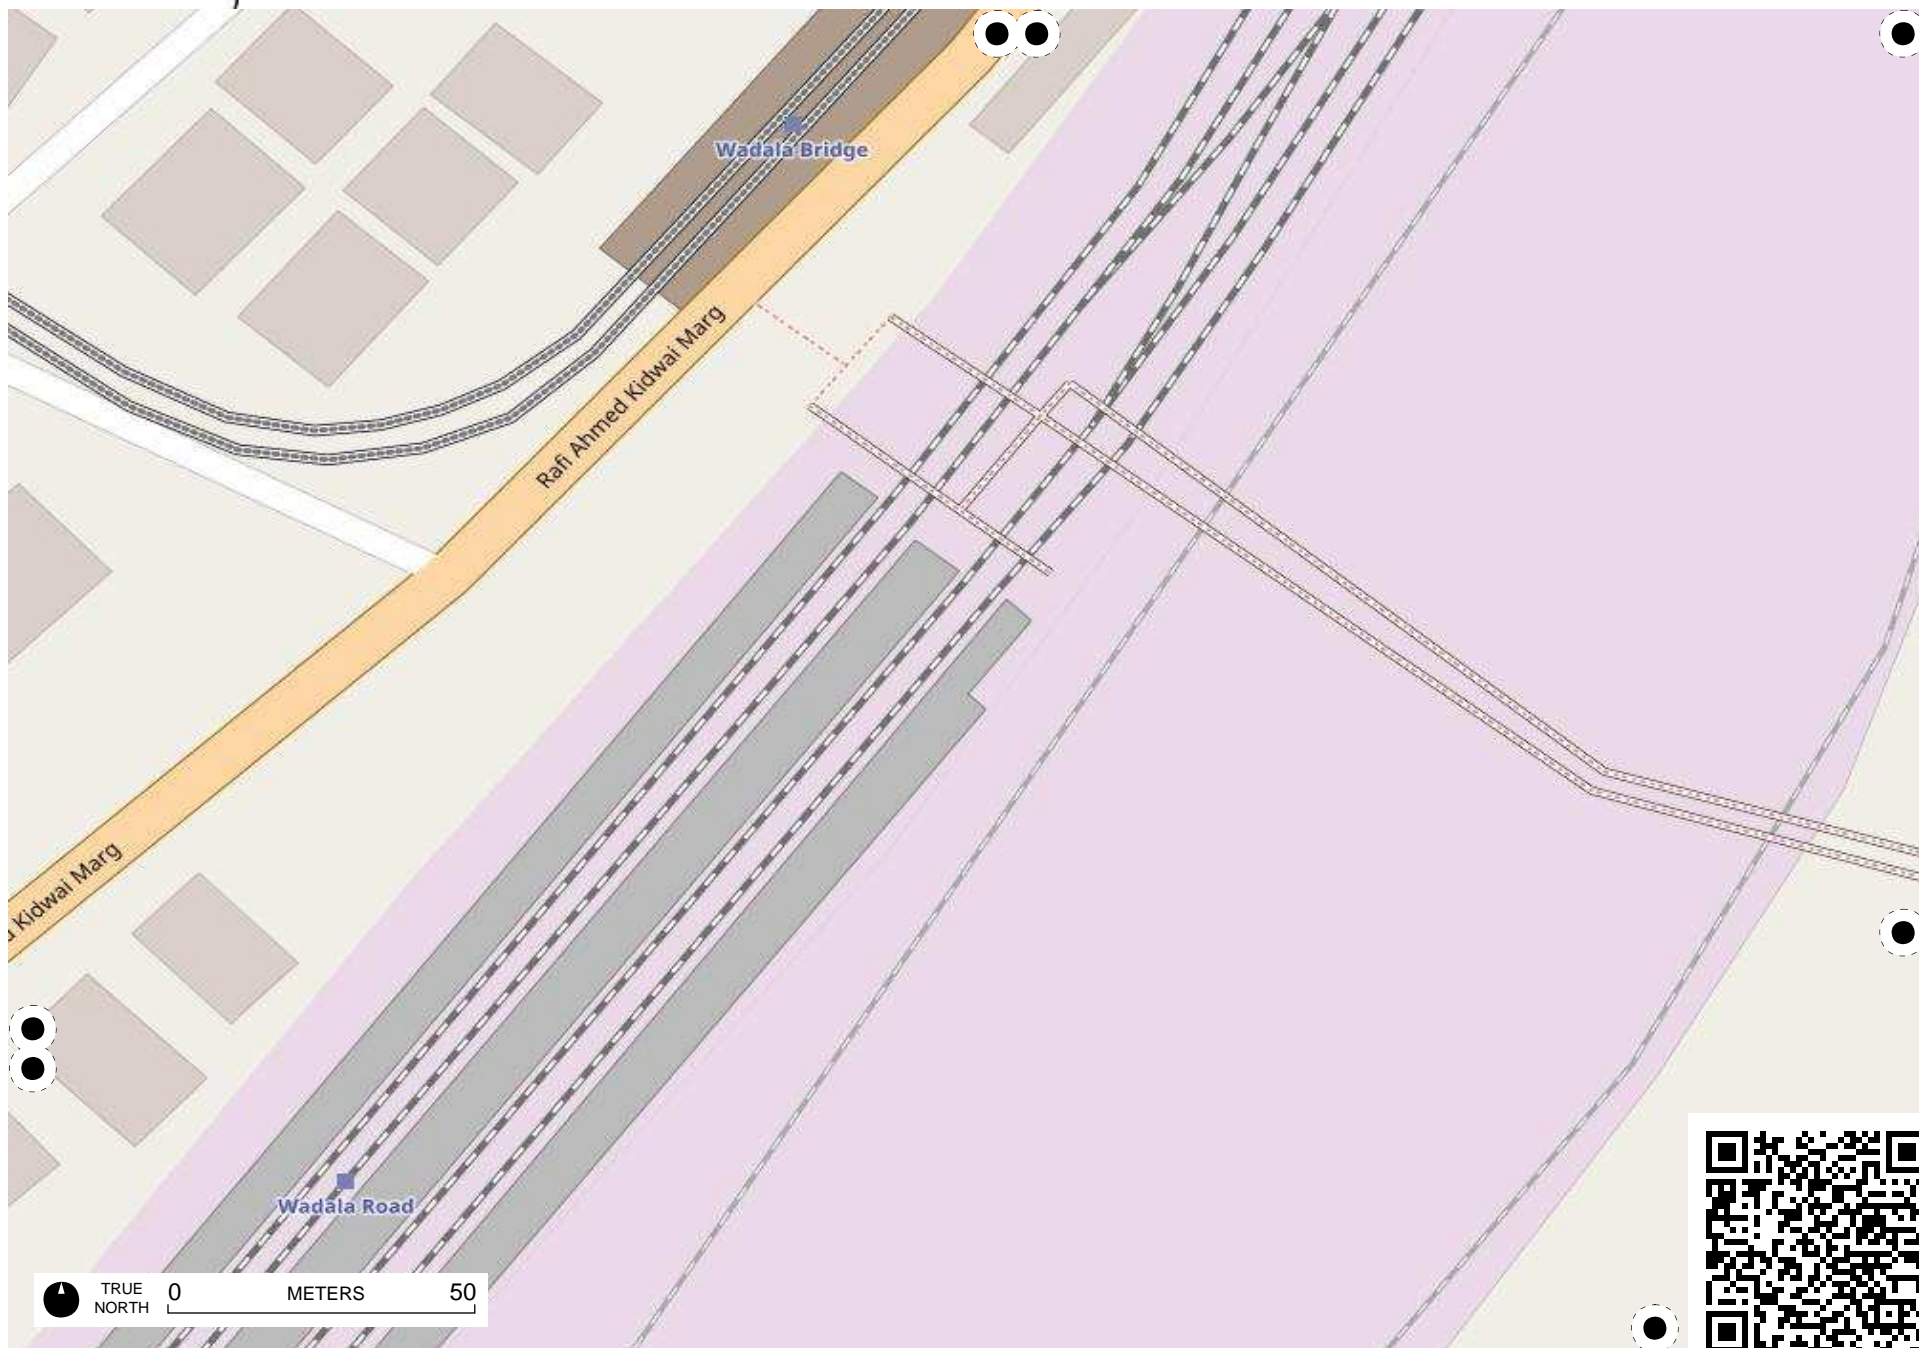 Wadala Bridge
Rafi Ahmed Kidwai Marg
Kidwai Marg
Wadala Road
TRUE
NORTH
0 METERS 50